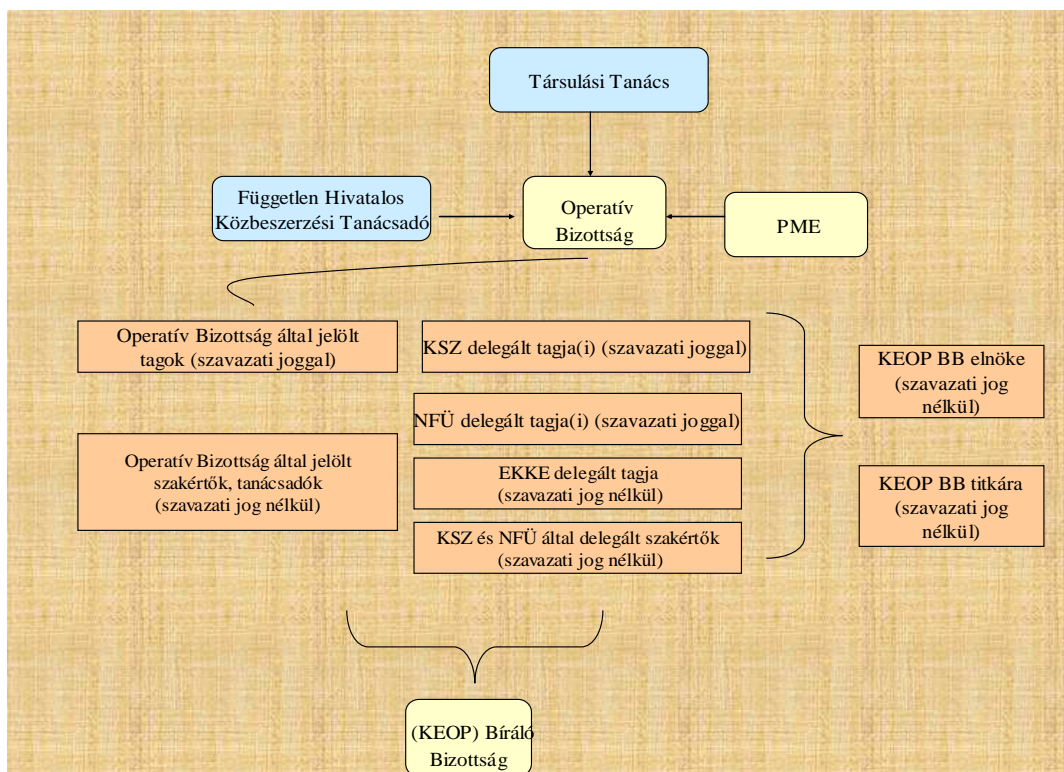 Társulási Tanács
Független Hivatalos
Közbeszerzési Tanácsadó
Operatív
Bizottság
PME
Operatív Bizottság által jelölt
tagok (szavazati joggal)
KSZ delegált tagja(i) (szavazati joggal)
KEOP BB elnöke
(szavazati jog
nélkül)
NFÜ delegált tagja(i) (szavazati joggal)
Operatív Bizottság által jelölt
szakértők, tanácsadók
(szavazati jog nélkül)
EKKE delegált tagja
(szavazati jog nélkül)
KEOP BB titkára
(szavazati jog
nélkül)
KSZ és NFÜ által delegált szakértők
(szavazati jog nélkül)
(KEOP) Bíráló
Bizottság